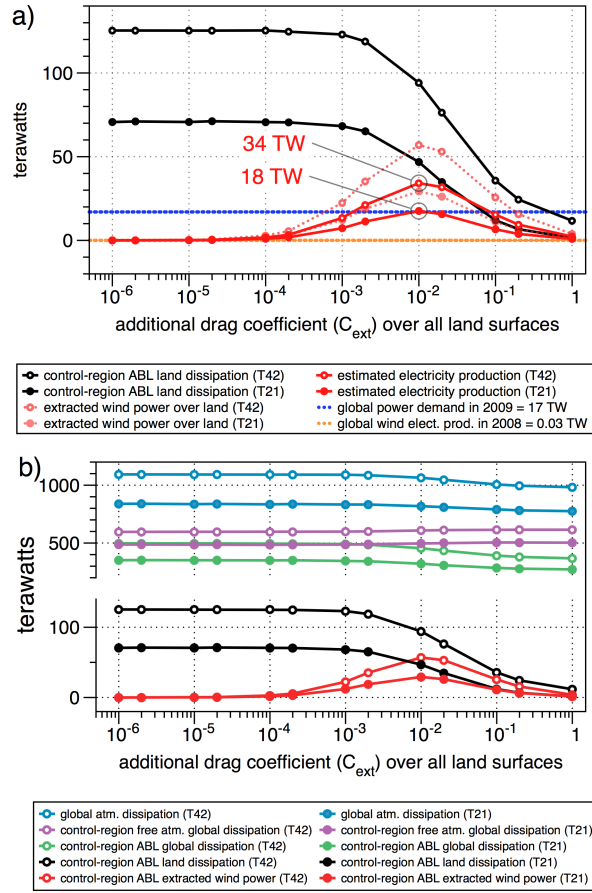 a)
terawatts
100
50
0
34 TW
18 TW
10-6
10-5
10-4
10-3
10-2
10-1
1
additional drag coefficient (Cext) over all land surfaces
control-region ABL land dissipation (T42)
control-region ABL land dissipation (T21)
extracted wind power over land (T42)
extracted wind power over land (T21)
estimated electricity production (T42)
estimated electricity production (T21)
global power demand in 2009 = 17 TW
global wind elect. prod. in 2008 = 0.03 TW
b)
terawatts
1000
500
100
0
10-6
10-5
10-4
10-3
10-2
10-1
1
additional drag coefficient (Cext) over all land surfaces
global atm. dissipation (T42)
control-region free atm. global dissipation (T42)
control-region ABL global dissipation (T42)
control-region ABL land dissipation (T42)
control-region ABL extracted wind power (T42)
global atm. dissipation (T21)
control-region free atm. global dissipation (T21)
control-region ABL global dissipation (T21)
control-region ABL land dissipation (T21)
control-region ABL extracted wind power (T21)